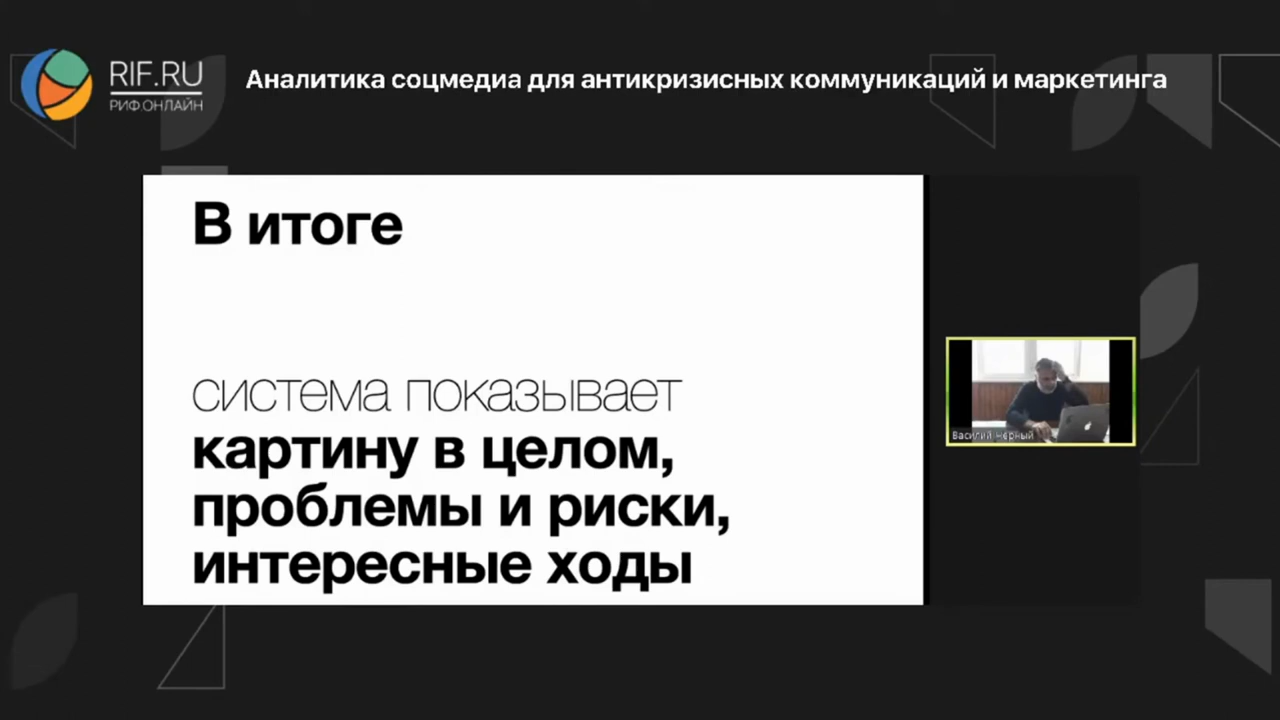 RIF.RU
РИФ.ОНЛАЙН
Аналитика соцмедиа для антикризисных коммуникаций и маркетинга
В итоге
система показывает
картину в целом,
проблемы и риски,
интересные ходы
Василий Черный